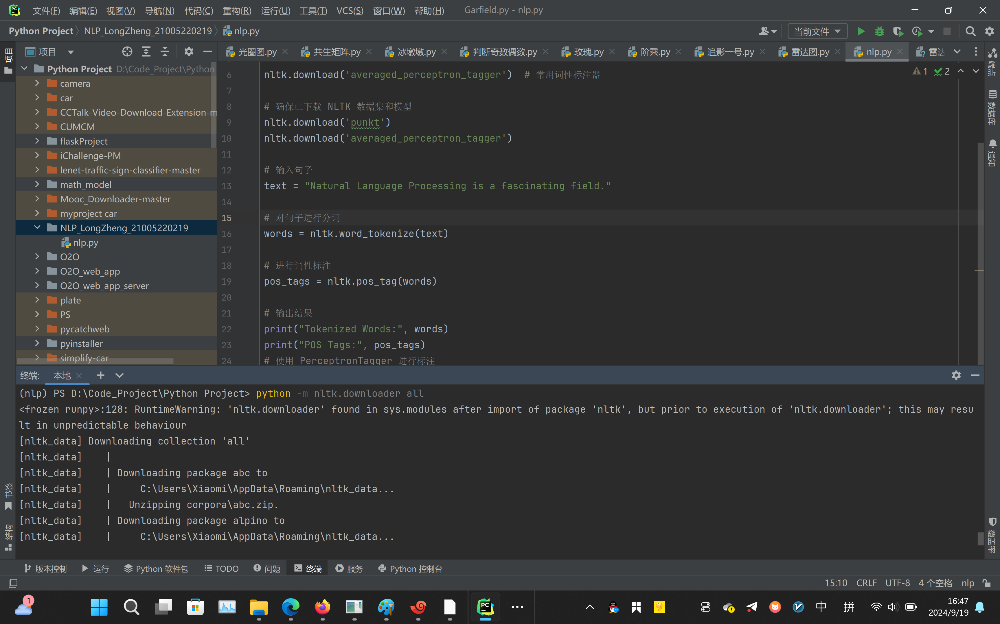 文件(F) 编辑(E) 视图(V) 导航(N) 代码(C) 重构(R) 运行(U) 工具(T) VCS(S) 窗口(W) 帮助(H) Garfield.py - nlp.py
Python Project NLP_LongZheng_21005220219 nlp.py
当前文件
项目
光圈图.py 共生矩阵.py 冰墩墩.py 判断奇数偶数.py 玫瑰.py 阶乘.py 追影一号.py 雷达图.py nlp.py 雷达
项目
Python Project D:\Code_Project\Python
camera
car
CCTalk-Video-Download-Extension-m
CUMCM
flaskProject
iChallenge-PM
lenet-traffic-sign-classifier-master
math_model
Mooc_Downloader-master
myproject car
NLP_LongZheng_21005220219
nlp.py
O2O
O2O_web_app
O2O_web_app_server
plate
PS
pycatchweb
pyinstaller
simplify-car
1 2
6 nltk.download('averaged_perceptron_tagger') # 常用词性标注器
7
8 # 确保已下载 NLTK 数据集和模型
9 nltk.download('punkt')
10 nltk.download('averaged_perceptron_tagger')
11
12 # 输入句子
13 text = "Natural Language Processing is a fascinating field."
14
15 # 对句子进行分词
16 words = nltk.word_tokenize(text)
17
18 # 进行词性标注
19 pos_tags = nltk.pos_tag(words)
20
21 # 输出结果
22 print("Tokenized Words:", words)
23 print("POS Tags:", pos_tags)
24 # 使用 PerceptronTagger 进行标注
端点
数据库
通知
终端: 本地
(nlp) PS D:\Code_Project\Python Project> python -m nltk.downloader all
<frozen runpy>:128: RuntimeWarning: 'nltk.downloader' found in sys.modules after import of package 'nltk', but prior to execution of 'nltk.downloader'; this may resu
lt in unpredictable behaviour
[nltk_data] Downloading collection 'all'
[nltk_data]    |
[nltk_data]    | Downloading package abc to
[nltk_data]    |     C:\Users\Xiaomi\AppData\Roaming\nltk_data...
[nltk_data]    |   Unzipping corpora\abc.zip.
[nltk_data]    | Downloading package alpino to
[nltk_data]    |     C:\Users\Xiaomi\AppData\Roaming\nltk_data...
书签
结构
覆盖率
版本控制 运行 Python 软件包 TODO 问题 终端 服务 Python 控制台
15:10 CRLF UTF-8 4 个空格 nlp
1
PC
中 拼
16:47
2024/9/19